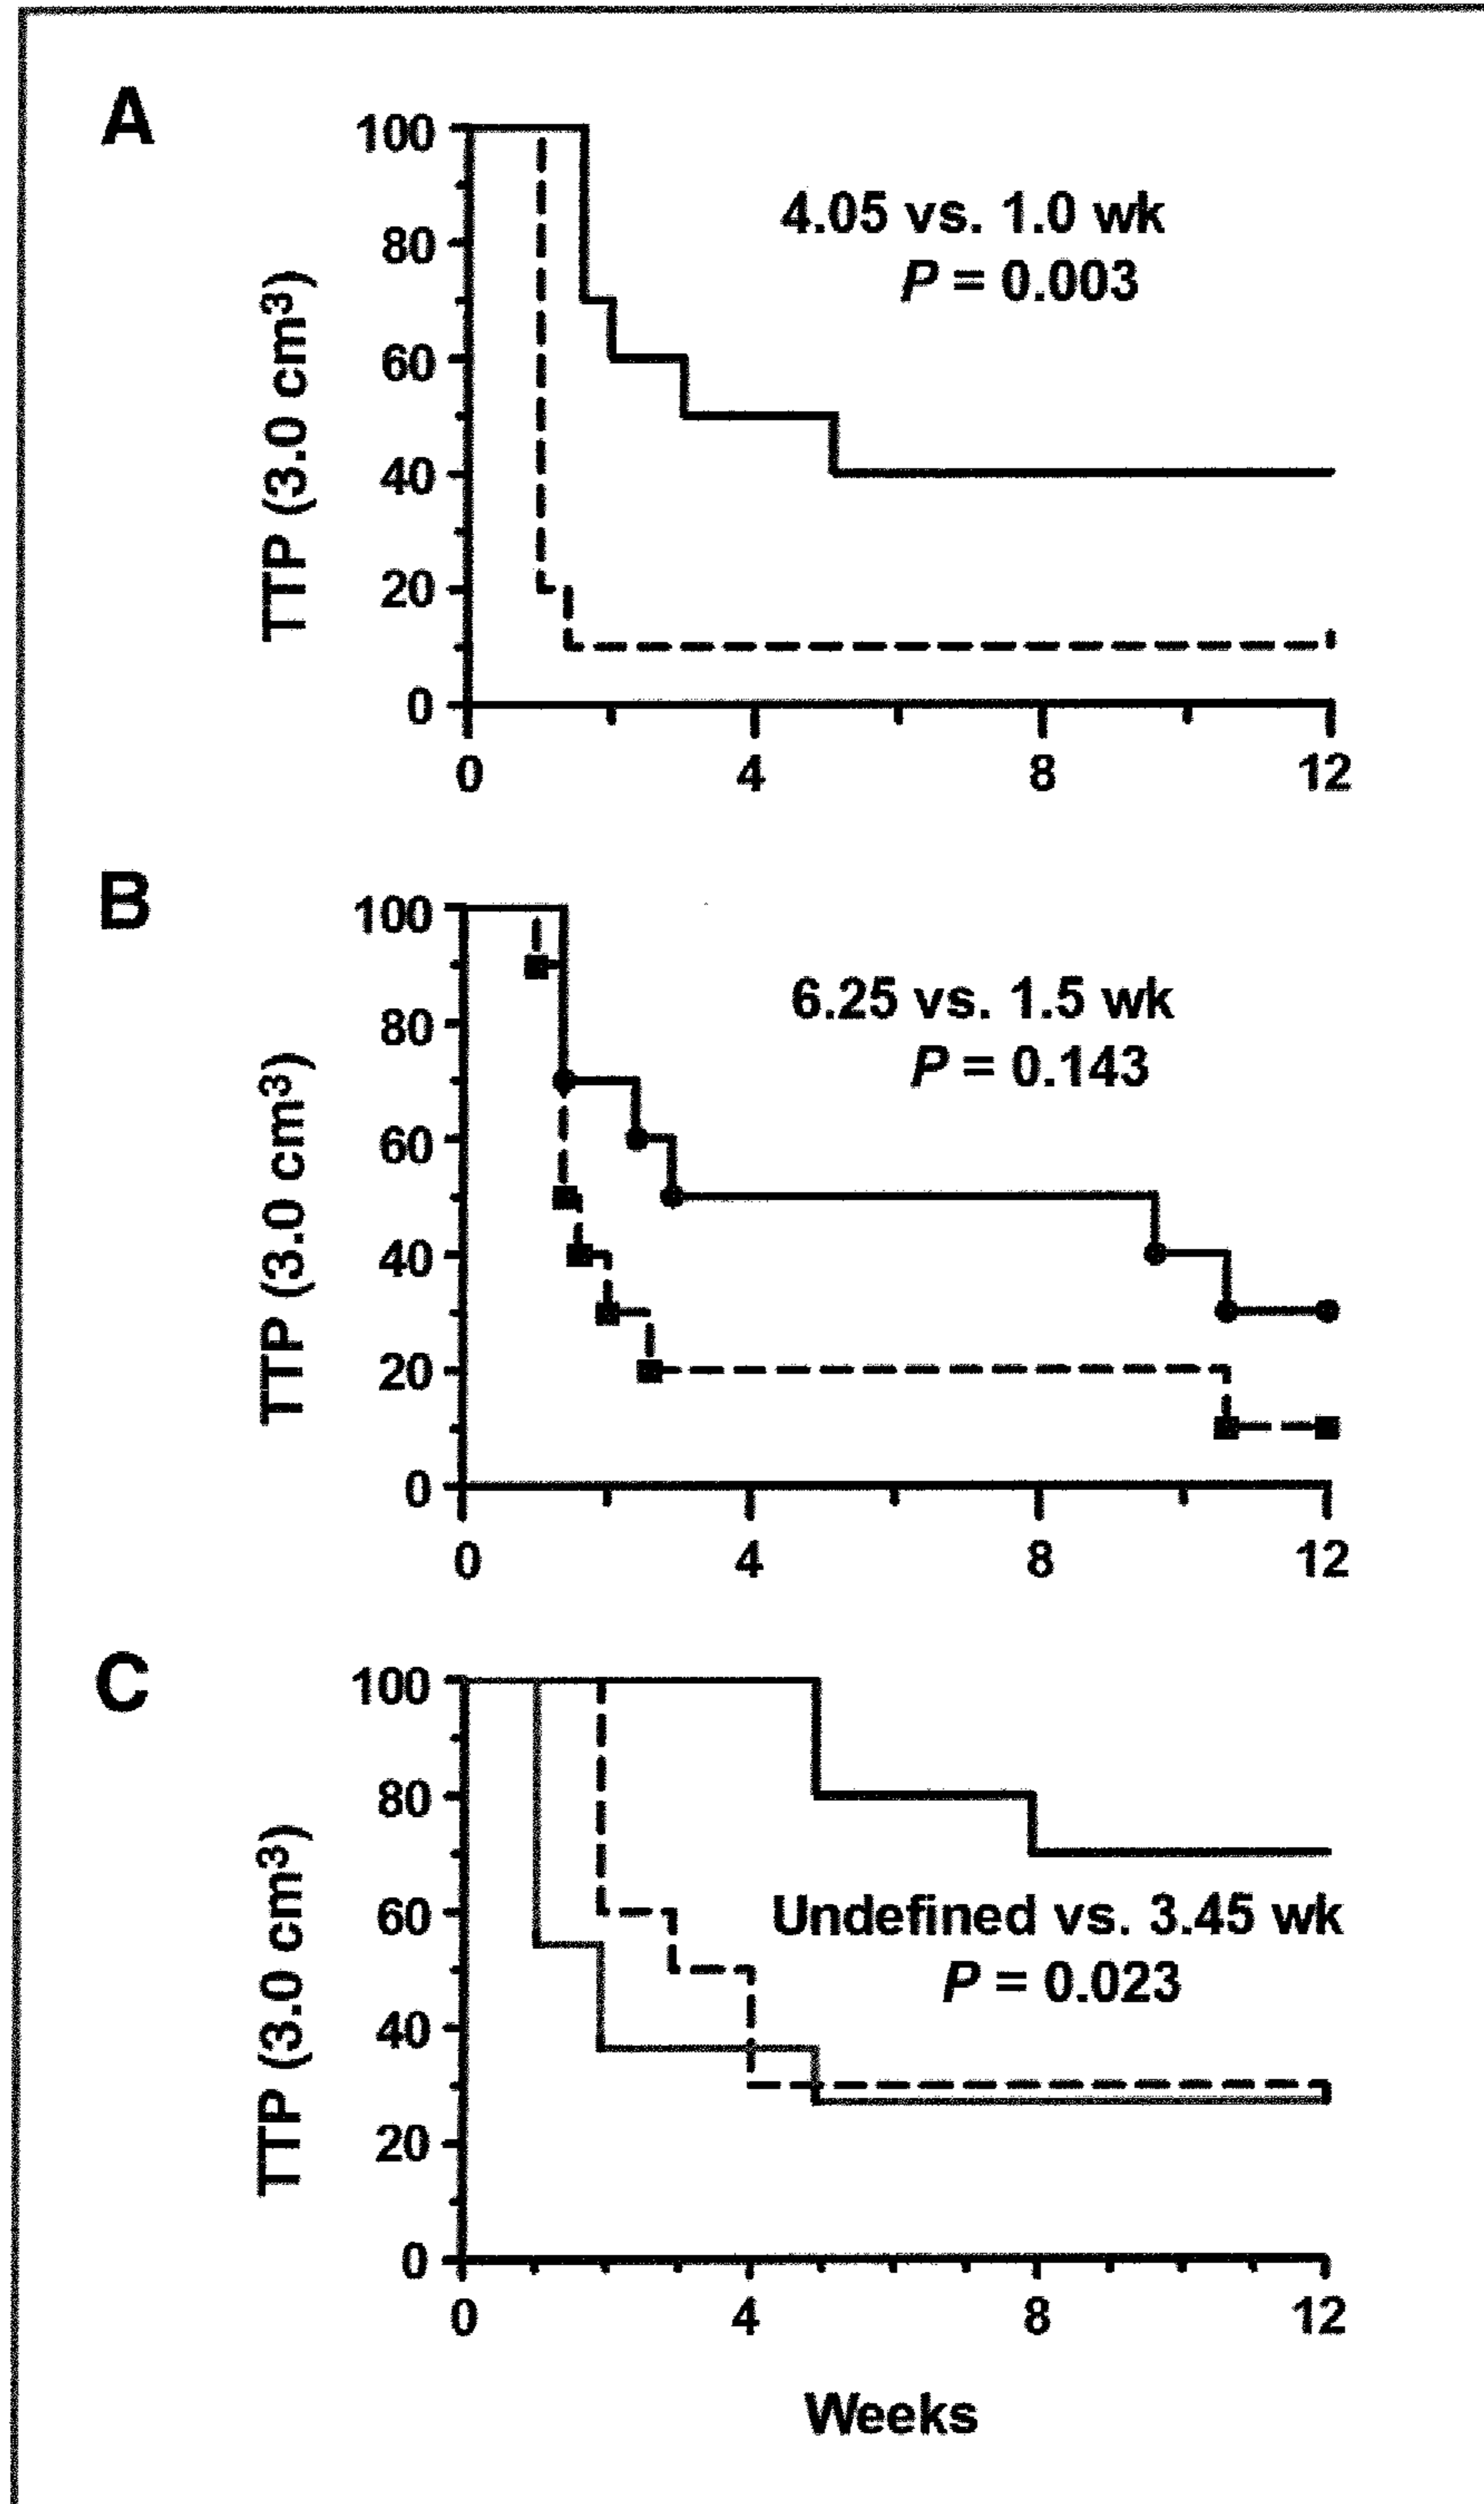 A
TTP (3.0 cm³)
100
80
60
40
20
0
4.05 vs. 1.0 wk
P = 0.003
0 4 8 12
B
TTP (3.0 cm³)
100
80
60
40
20
0
6.25 vs. 1.5 wk
P = 0.143
0 4 8 12
C
TTP (3.0 cm³)
100
80
60
40
20
0
Undefined vs. 3.45 wk
P = 0.023
0 4 8 12
Weeks